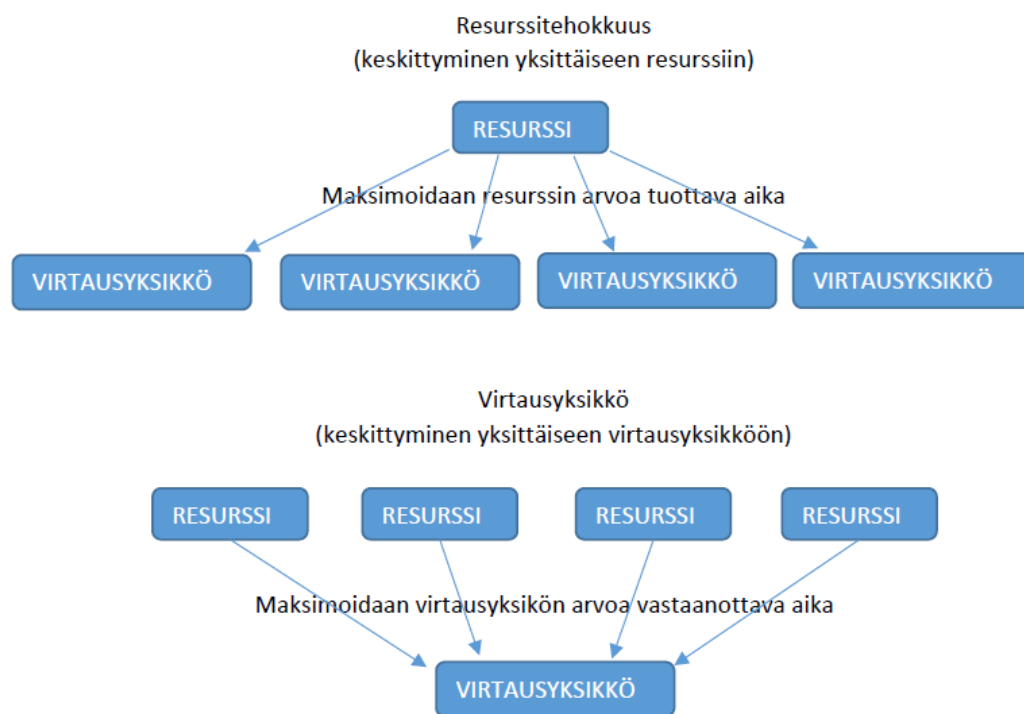 Resurssitehokkuus
(keskittyminen yksittäiseen resurssiin)
RESURSSI
Maksimoidaan resurssin arvoa tuottava aika
VIRTAUSYKSIKKÖ VIRTAUSYKSIKKÖ VIRTAUSYKSIKKÖ VIRTAUSYKSIKKÖ
Virtausyksikkö
(keskittyminen yksittäiseen virtausyksikköön)
RESURSSI RESURSSI RESURSSI RESURSSI
Maksimoidaan virtausyksikön arvoa vastaanottava aika
VIRTAUSYKSIKKÖ